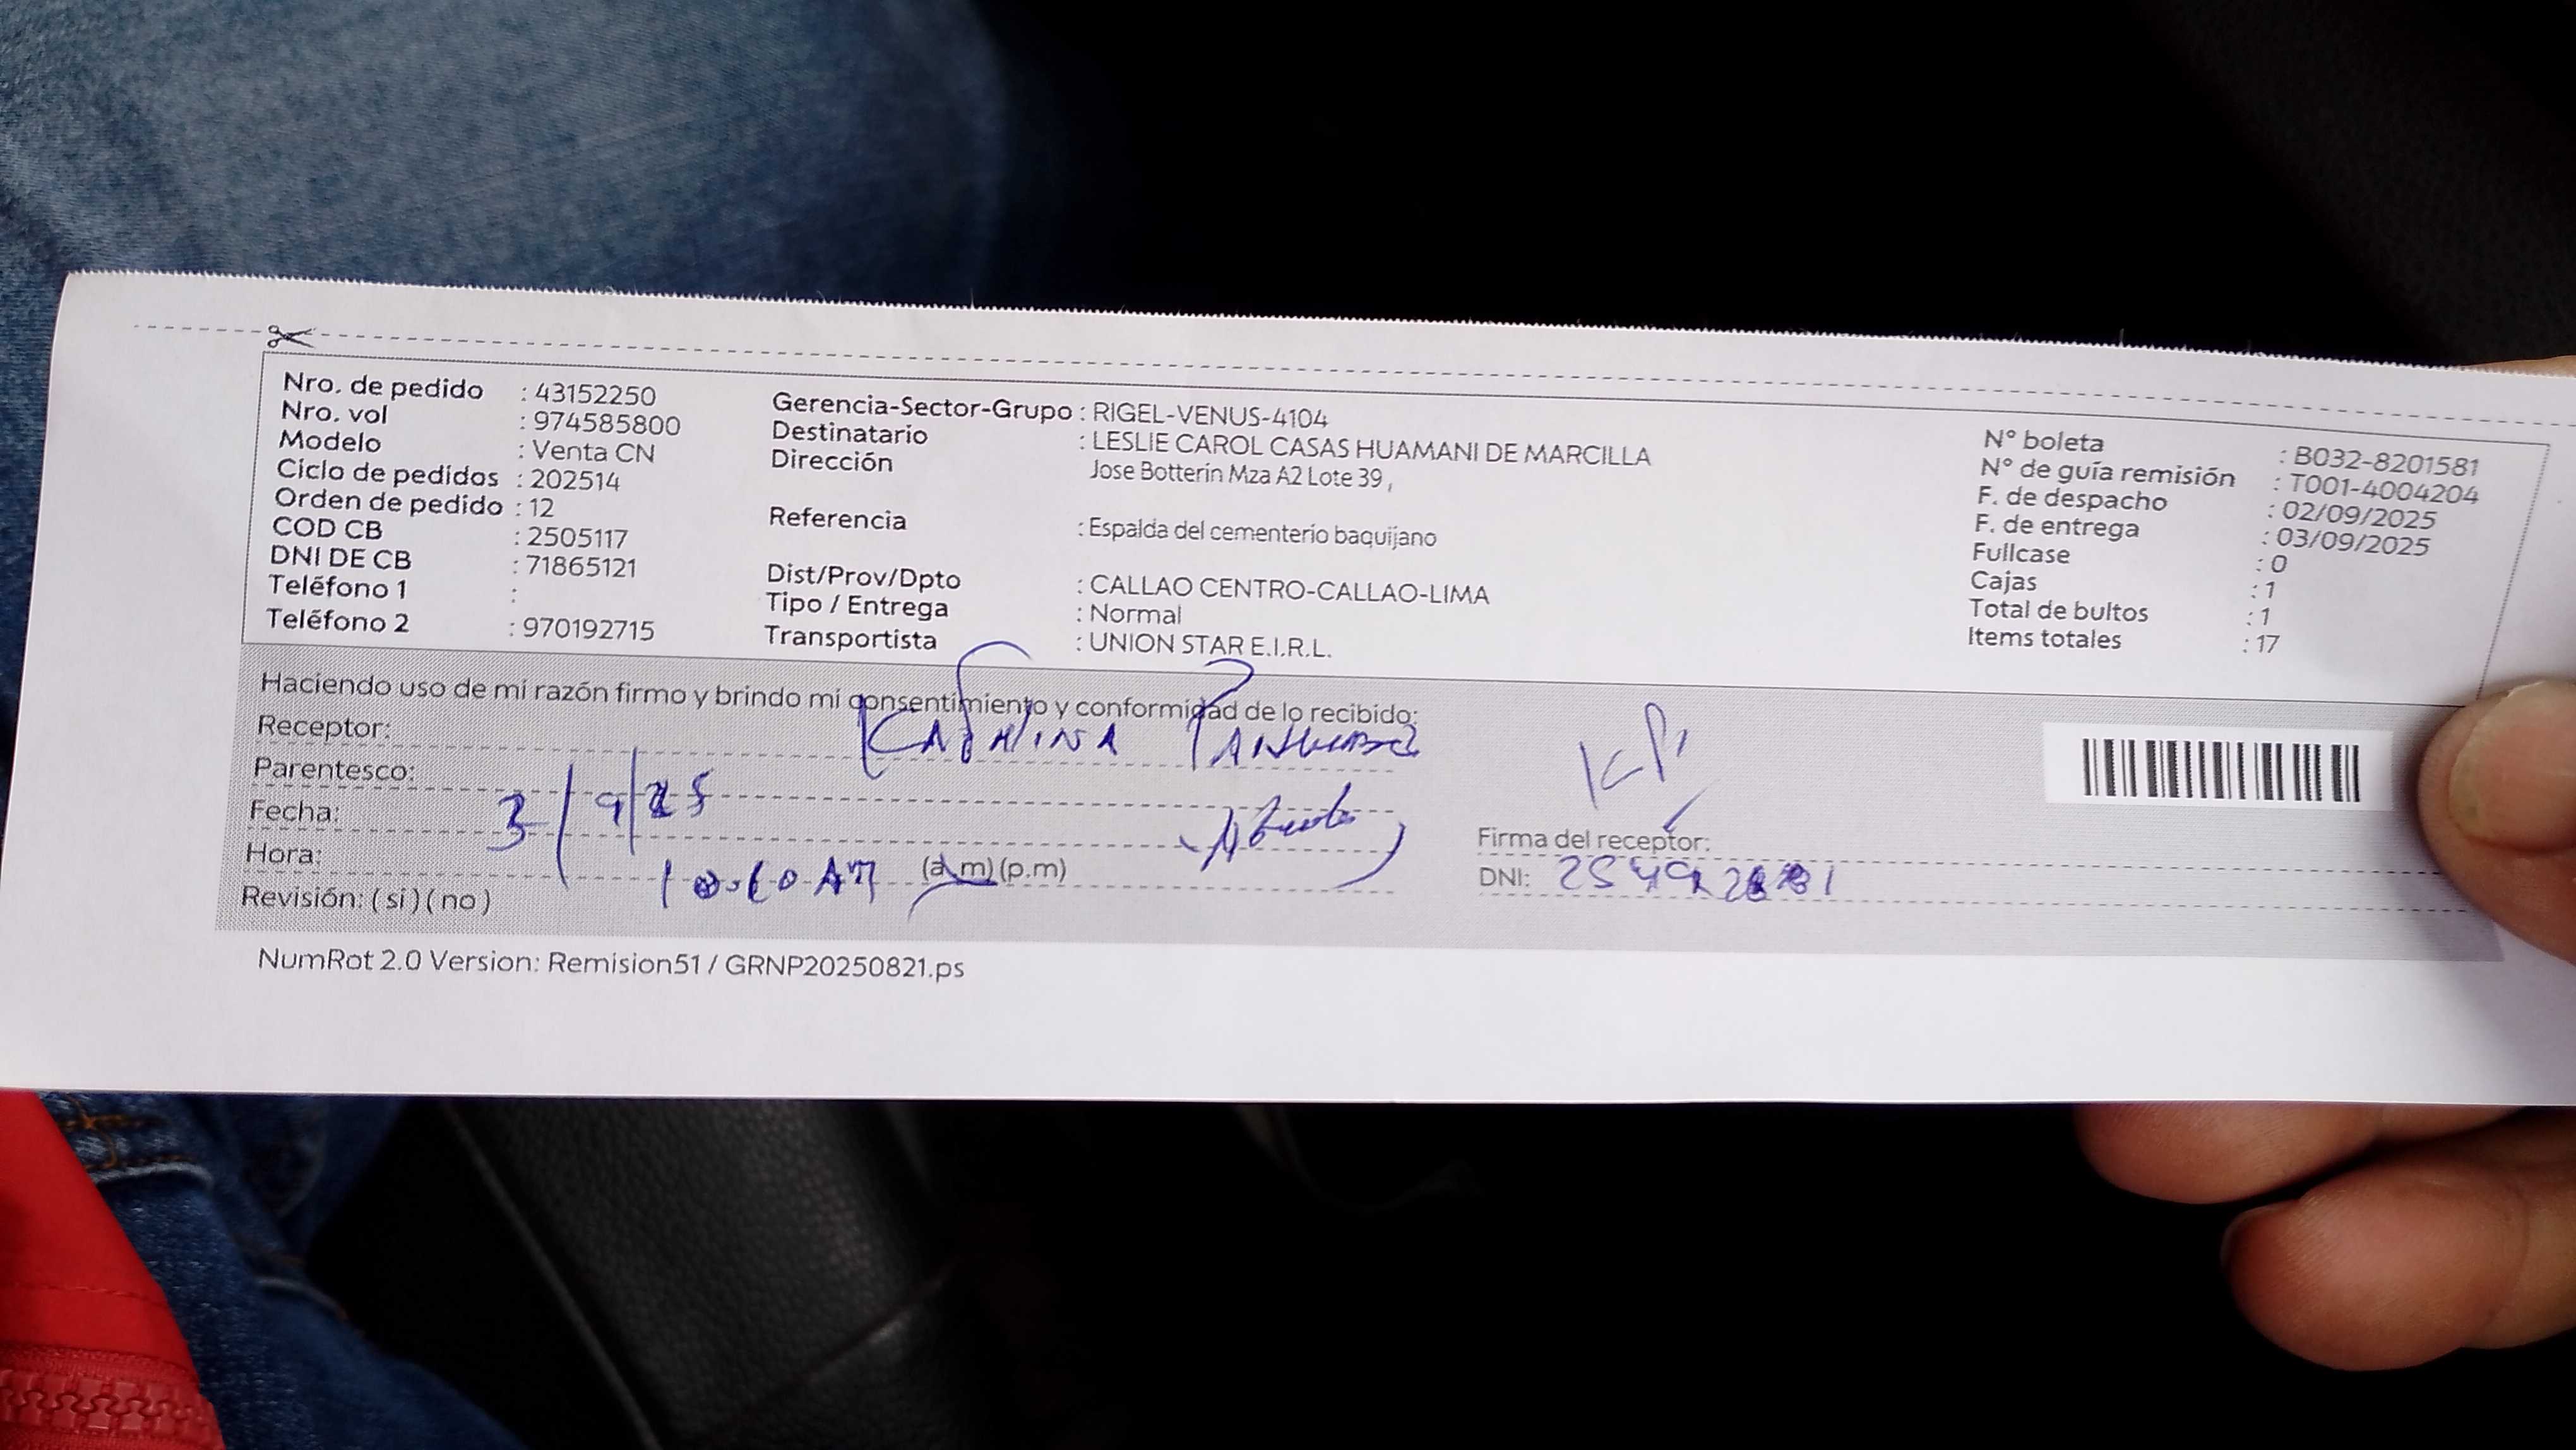 Nro. de pedido : 43152250
Nro. vol : 974585800
Modelo : Venta CN
Ciclo de pedidos : 202514
Orden de pedido : 12
COD CB : 2505117
DNI DE CB : 71865121
Teléfono 1 :
Teléfono 2 : 970192715
Gerencia-Sector-Grupo : RIGEL-VENUS-4104
Destinatario : LESLIE CAROL CASAS HUAMANI DE MARCILLA
Dirección Jose Botterin Mza A2 Lote 39 ,
Referencia : Espalda del cementerio baquijano
Dist/Prov/Dpto : CALLAO CENTRO-CALLAO-LIMA
Tipo / Entrega : Normal
Transportista : UNION STAR E.I.R.L.
N° boleta : B032-8201581
N° de guía remisión : T001-4004204
F. de despacho : 02/09/2025
F. de entrega : 03/09/2025
Fullcase : 0
Cajas : 1
Total de bultos : 1
Items totales : 17
Haciendo uso de mi razón firmo y brindo mi consentimiento y conformidad de lo recibido:
Receptor:
Parentesco:
Fecha: 3/9/25
Hora: (a.m)(p.m)
Revisión: ( si ) ( no )
Firma del receptor:
DNI:
NumRot 2.0 Version: Remision51 / GRNP20250821.ps